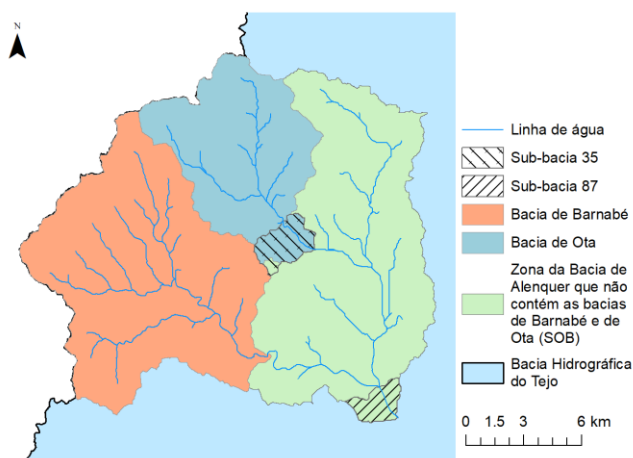 N
Linha de água
Sub-bacia 35
Sub-bacia 87
Bacia de Barnabé
Bacia de Ota
Zona da Bacia de
Alenquer que não
contém as bacias
de Barnabé e de
Ota (SOB)
Bacia Hidrográfica
do Tejo
0 1.5 3 6 km